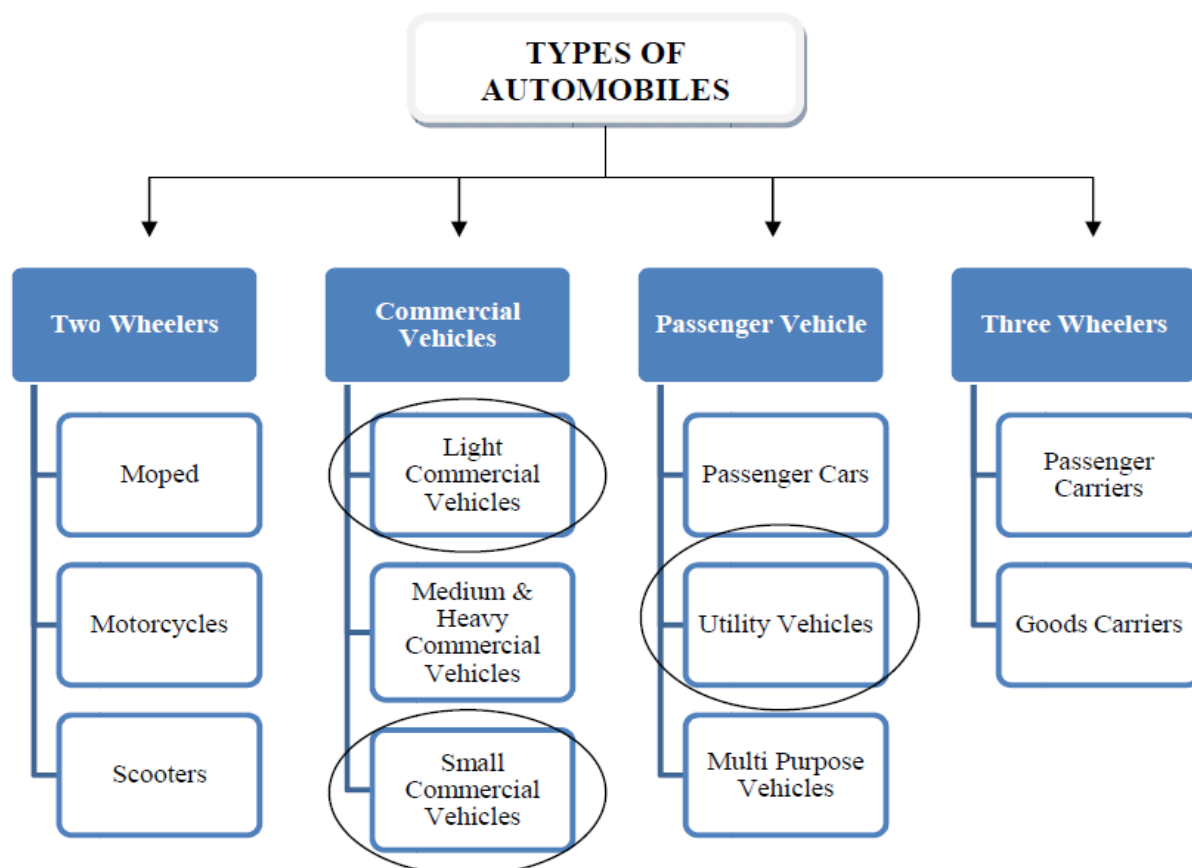 TYPES OF
AUTOMOBILES
Two Wheelers
Moped
Motorcycles
Scooters
Commercial
Vehicles
Light
Commercial
Vehicles
Medium &
Heavy
Commercial
Vehicles
Small
Commercial
Vehicles
Passenger Vehicle
Passenger Cars
Utility Vehicles
Multi Purpose
Vehicles
Three Wheelers
Passenger
Carriers
Goods Carriers